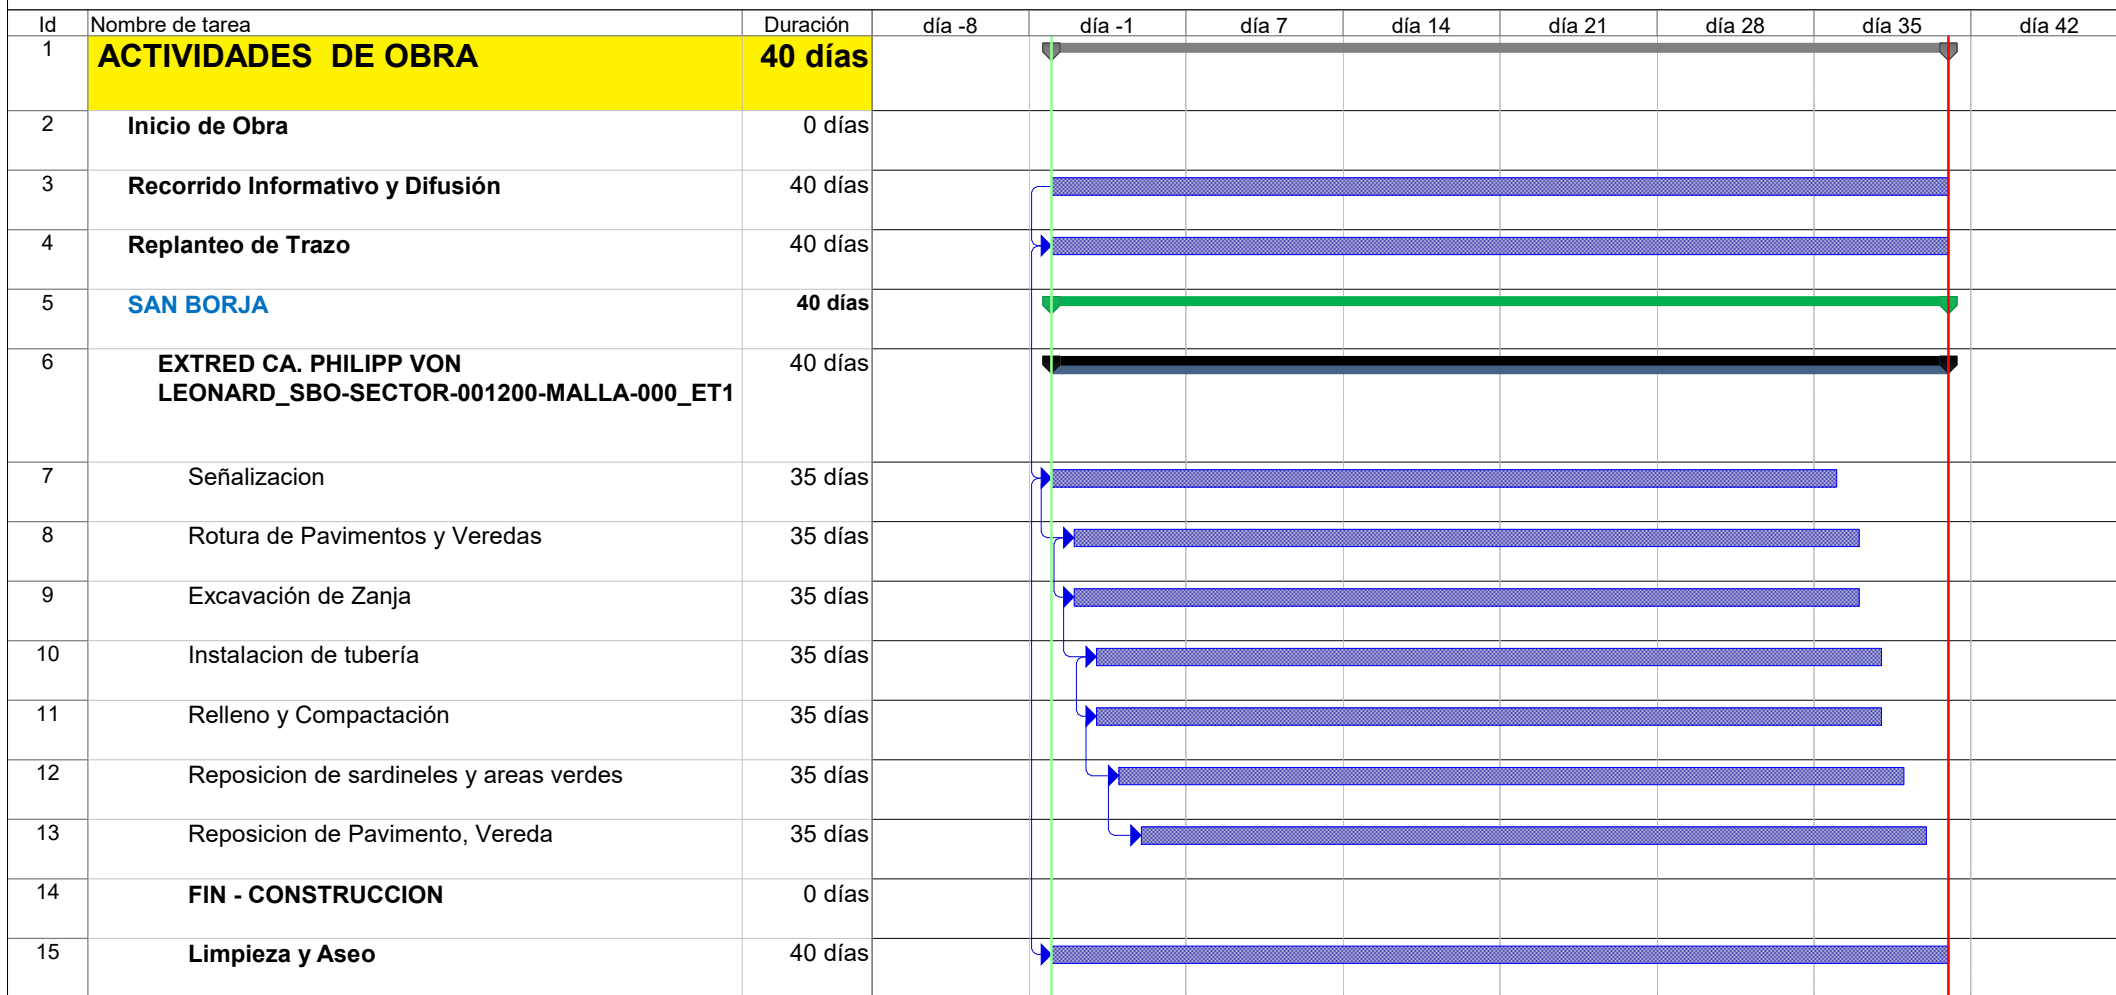 Id Nombre de tarea Duración día -8 día -1 día 7 día 14 día 21 día 28 día 35 día 42
1 ACTIVIDADES DE OBRA 40 días
2 Inicio de Obra 0 días
3 Recorrido Informativo y Difusión 40 días
4 Replanteo de Trazo 40 días
5 SAN BORJA 40 días
6 EXTRED CA. PHILIPP VON 40 días
LEONARD_SBO-SECTOR-001200-MALLA-000_ET1
7 Señalizacion 35 días
8 Rotura de Pavimentos y Veredas 35 días
9 Excavación de Zanja 35 días
10 Instalacion de tubería 35 días
11 Relleno y Compactación 35 días
12 Reposicion de sardineles y areas verdes 35 días
13 Reposicion de Pavimento, Vereda 35 días
14 FIN - CONSTRUCCION 0 días
15 Limpieza y Aseo 40 días